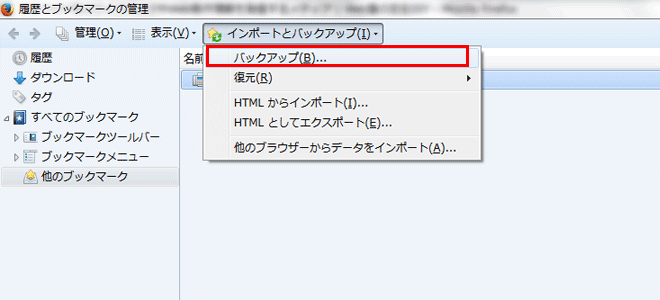 履歴とブックマークの管理
管理(O) 表示(V) インポートとバックアップ(I)
履歴
ダウンロード
タグ
すべてのブックマーク
ブックマークツールバー
ブックマークメニュー
他のブックマーク
名前
バックアップ(B)...
復元(R)
HTML からインポート(I)...
HTML としてエクスポート(E)...
他のブラウザーからデータをインポート(A)...